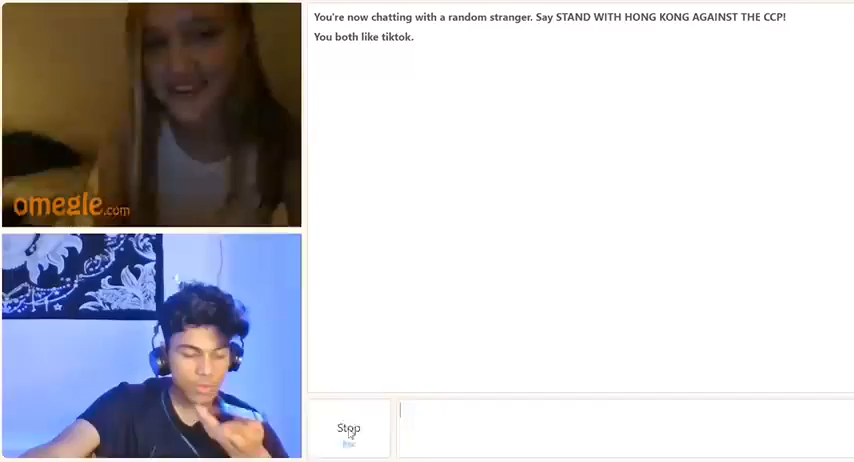 You're now chatting with a random stranger. Say STAND WITH HONG KONG AGAINST THE CCP!
You both like tiktok.
omegle.com
Stop
Esc